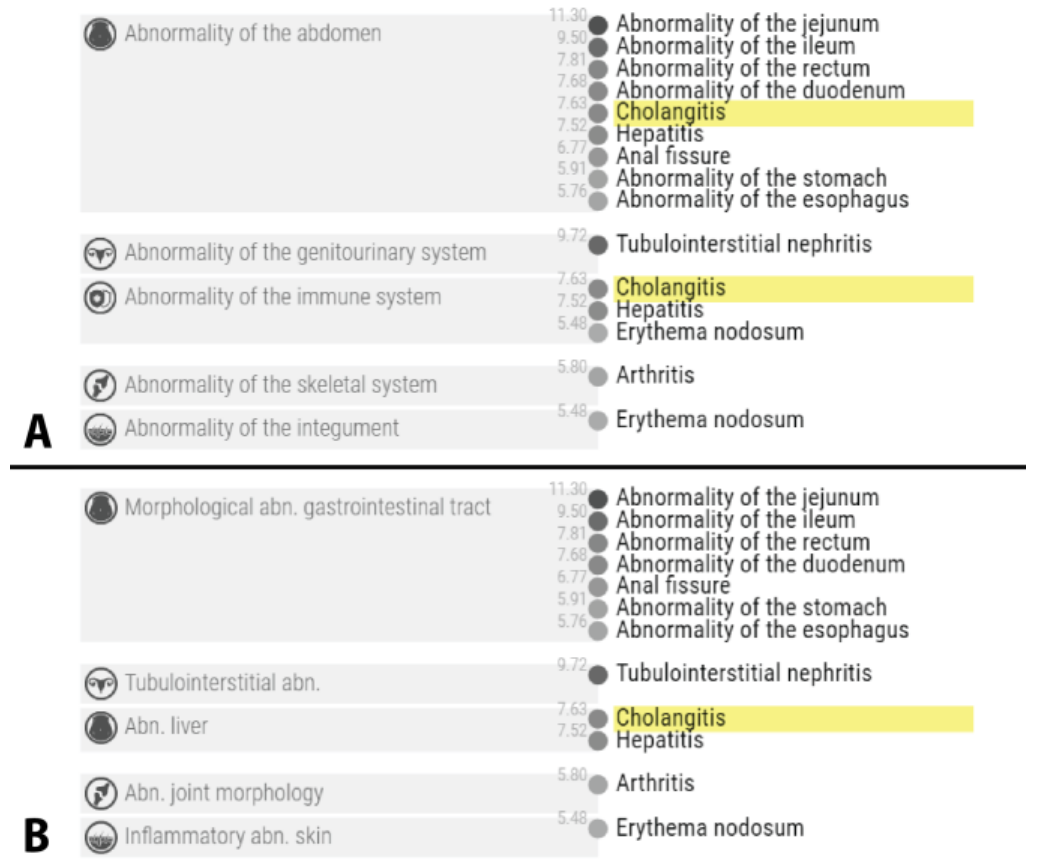 11.30 Abnormality of the jejunum
Abnormality of the abdomen
9.50 Abnormality of the ileum
7.81 Abnormality of the rectum
7.68 Abnormality of the duodenum
7.63 Cholangitis
7.52 Hepatitis
6.77 Anal fissure
5.91 Abnormality of the stomach
5.76 Abnormality of the esophagus
Abnormality of the genitourinary system 9.72 Tubulointerstitial nephritis
Abnormality of the immune system 7.63 Cholangitis
7.52 Hepatitis
5.48 Erythema nodosum
Abnormality of the skeletal system 5.80 Arthritis
A Abnormality of the integument 5.48 Erythema nodosum
Morphological abn. gastrointestinal tract 11.30 Abnormality of the jejunum
9.50 Abnormality of the ileum
7.81 Abnormality of the rectum
7.68 Abnormality of the duodenum
6.77 Anal fissure
5.91 Abnormality of the stomach
5.76 Abnormality of the esophagus
Tubulointerstitial abn. 9.72 Tubulointerstitial nephritis
Abn. liver 7.63 Cholangitis
7.52 Hepatitis
Abn. joint morphology 5.80 Arthritis
B Inflammatory abn. skin 5.48 Erythema nodosum